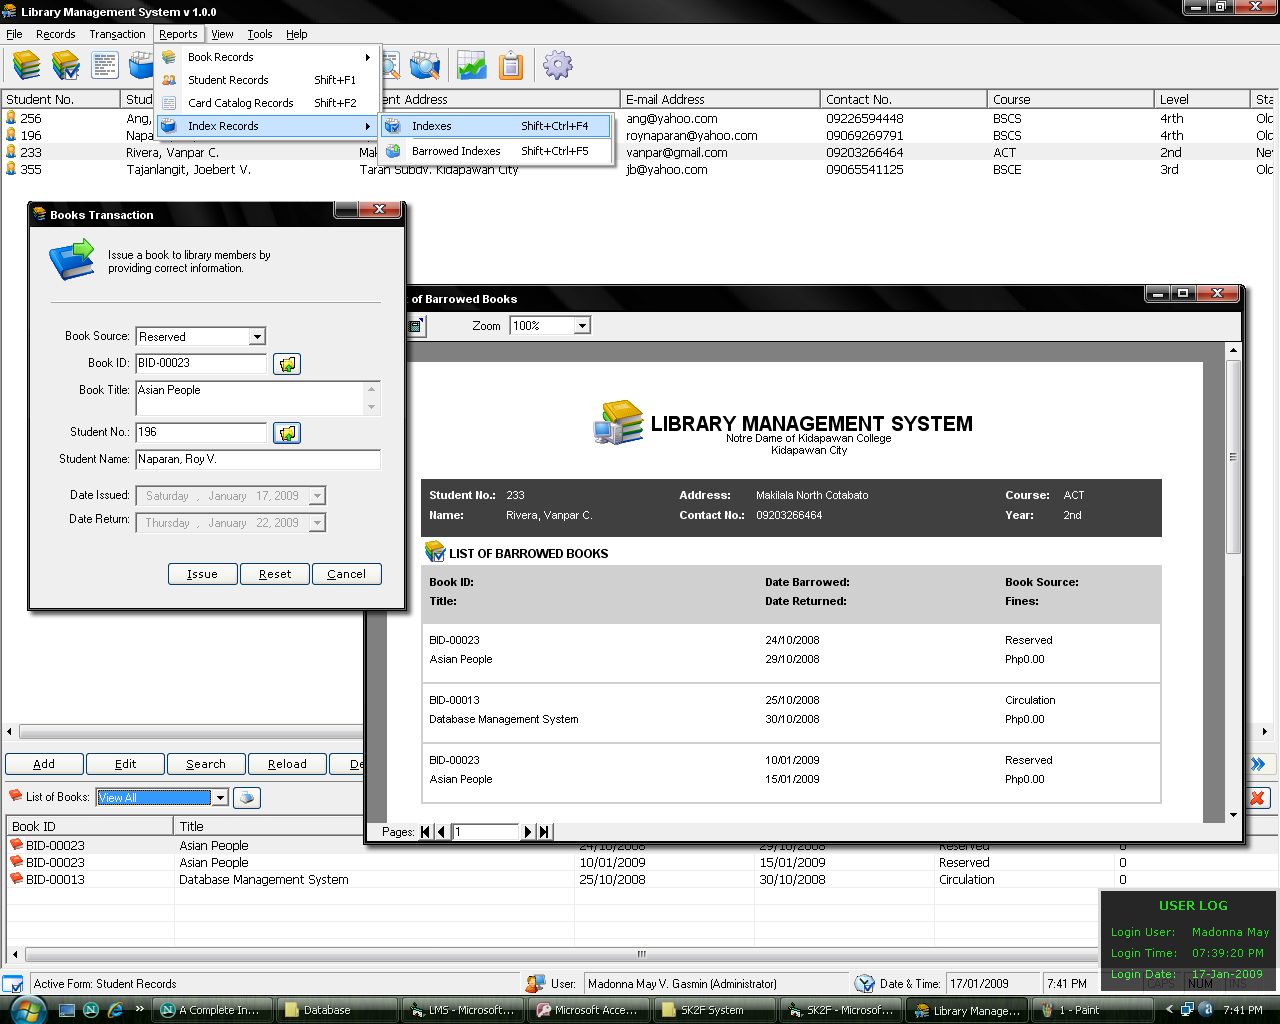 Library Management System v 1.0.0
File Records Transaction Reports View Tools Help
Book Records
Student Records Shift+F1
Card Catalog Records Shift+F2
Index Records
Indexes Shift+Ctrl+F4
Barrowed Indexes Shift+Ctrl+F5
Student No. Stud ent Address E-mail Address Contact No. Course Level Sta
256 Ang, ang@yahoo.com 09226594448 BSCS 4rth Old
196 Napa roynaparan@yahoo.com 09069269791 BSCS 4rth Old
233 Rivera, Vanpar C. Mak vanpar@gmail.com 09203266464 ACT 2nd Nev
355 Tajanlangit, Joebert V. Taran Subdv. Kidapawan City jb@yahoo.com 09065541125 BSCE 3rd Old
Books Transaction
Issue a book to library members by
providing correct information.
Book Source: Reserved
Book ID: BID-00023
Book Title: Asian People
Student No.: 196
Student Name: Naparan, Roy V.
Date Issued: Saturday , January 17, 2009
Date Return: Thursday , January 22, 2009
Issue Reset Cancel
t of Barrowed Books
Zoom 100%
LIBRARY MANAGEMENT SYSTEM
Notre Dame of Kidapawan College
Kidapawan City
Student No.: 233 Address: Makilala North Cotabato Course: ACT
Name: Rivera, Vanpar C. Contact No.: 09203266464 Year: 2nd
LIST OF BARROWED BOOKS
Book ID: Date Barrowed: Book Source:
Title: Date Returned: Fines:
BID-00023 24/10/2008 Reserved
Asian People 29/10/2008 Php0.00
BID-00013 25/10/2008 Circulation
Database Management System 30/10/2008 Php0.00
BID-00023 10/01/2009 Reserved
Asian People 15/01/2009 Php0.00
Pages: 1
Add Edit Search Reload De
List of Books: View All
Book ID Title
BID-00023 Asian People 24/10/2008 29/10/2008 Reserved 0
BID-00023 Asian People 10/01/2009 15/01/2009 Reserved 0
BID-00013 Database Management System 25/10/2008 30/10/2008 Circulation 0
USER LOG
Login User: Madonna May
Login Time: 07:39:20 PM
Login Date: 17-Jan-2009
Active Form: Student Records User: Madonna May V. Gasmin (Administrator) Date & Time: 17/01/2009 7:41 PM CAPS NUM INS
A Complete In... Database LMS - Microsoft... Microsoft Acce... SK2F System SK2F - Microsof... Library Manage... 1 - Paint 7:41 PM